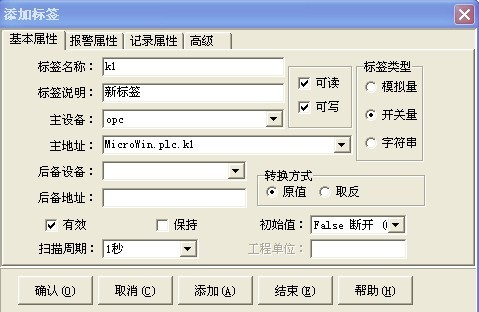 添加标签
基本属性 报警属性 记录属性 高级
标签名称： k1
标签说明： 新标签
主设备： opc
主地址： MicroWin.plc.k1
后备设备：
后备地址：
可读
可写
标签类型
模拟量
开关量
字符串
转换方式
原值 取反
有效 保持 初始值： False 断开 (
扫描周期： 1秒 工程单位：
确认(O) 取消(C) 添加(A) 结束(E) 帮助(H)